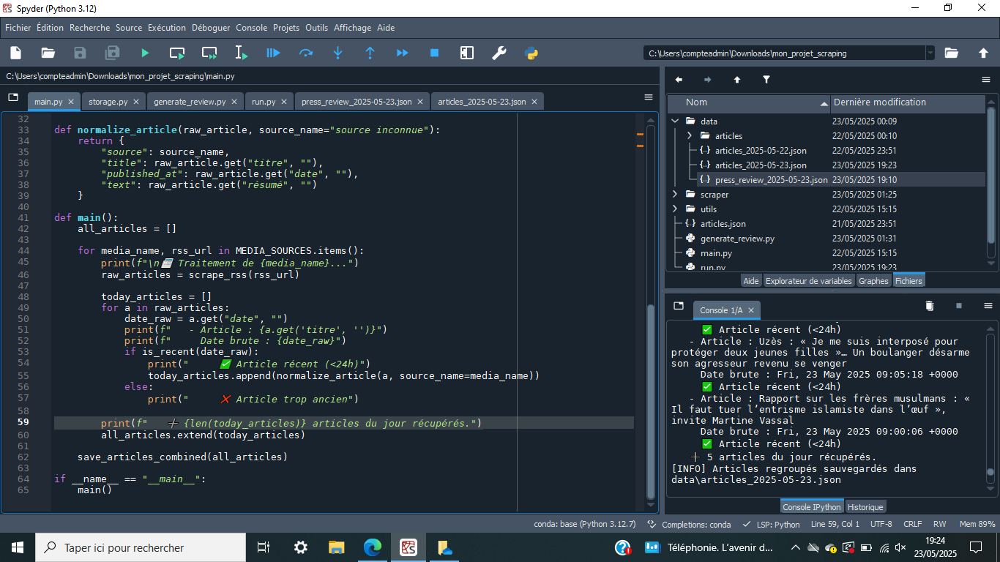 Spyder (Python 3.12)
Fichier Édition Recherche Source Exécution Déboguer Console Projets Outils Affichage Aide
C:\Users\compteadmin\Downloads\mon_projet_scraping
C:\Users\compteadmin\Downloads\mon_projet_scraping\main.py
main.py storage.py generate_review.py run.py press_review_2025-05-23.json articles_2025-05-23.json
32
33 def normalize_article(raw_article, source_name="source inconnue"):
34     return {
35         "source": source_name,
36         "title": raw_article.get("titre", ""),
37         "published_at": raw_article.get("date", ""),
38         "text": raw_article.get("résumé", "")
39     }
40
41 def main():
42     all_articles = []
43
44     for media_name, rss_url in MEDIA_SOURCES.items():
45         print(f"\n📰 Traitement de {media_name}...")
46         raw_articles = scrape_rss(rss_url)
47
48         today_articles = []
49         for a in raw_articles:
50             date_raw = a.get("date", "")
51             print(f"   - Article : {a.get('titre', '')}")
52             print(f"     Date brute : {date_raw}")
53             if is_recent(date_raw):
54                 print("     ✅ Article récent (<24h)")
55                 today_articles.append(normalize_article(a, source_name=media_name))
56             else:
57                 print("     ❌ Article trop ancien")
58
59         print(f"   ➕ {len(today_articles)} articles du jour récupérés.")
60         all_articles.extend(today_articles)
61
62     save_articles_combined(all_articles)
63
64 if __name__ == "__main__":
65     main()
Nom Dernière modification
data 23/05/2025 00:09
articles 22/05/2025 00:10
articles_2025-05-22.json 22/05/2025 23:51
articles_2025-05-23.json 23/05/2025 19:23
press_review_2025-05-23.json 23/05/2025 19:10
scraper 23/05/2025 01:25
utils 22/05/2025 15:15
articles.json 21/05/2025 23:51
generate_review.py 23/05/2025 01:31
main.py 22/05/2025 15:15
run.py 23/05/2025 19:23
Aide Explorateur de variables Graphes Fichiers
Console 1/A
✅ Article récent (<24h)
- Article : Uzès : « Je me suis interposé pour
protéger deux jeunes filles »… Un boulanger désarme
son agresseur revenu se venger
Date brute : Fri, 23 May 2025 09:05:18 +0000
✅ Article récent (<24h)
- Article : Rapport sur les frères musulmans : «
Il faut tuer l’entrisme islamiste dans l’œuf »,
invite Martine Vassal
Date brute : Fri, 23 May 2025 09:00:06 +0000
✅ Article récent (<24h)
➕ 5 articles du jour récupérés.
[INFO] Articles regroupés sauvegardés dans
data\articles_2025-05-23.json
Console IPython Historique
conda: base (Python 3.12.7) Completions: conda LSP: Python Line 59, Col 1 UTF-8 CRLF RW Mem 89%
Taper ici pour rechercher
Téléphonie. L’avenir d...
19:24
23/05/2025